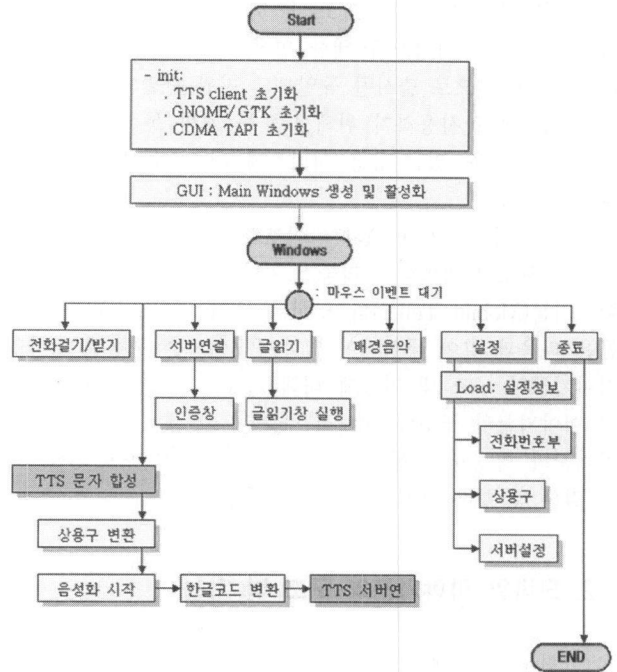 Start
- init:
. TTS client 초기화
. GNOME/GTK 초기화
. CDMA TAPI 초기화
GUI : Main Windows 생성 및 활성화
Windows
: 마우스 이벤트 대기
전화걸기/받기
서버연결
글읽기
배경음악
설정
종료
인증창
글읽기창 실행
Load: 설정정보
전화번호부
상용구
서버설정
TTS 문자 합성
상용구 변환
음성화 시작
한글코드 변환
TTS 서버연
END